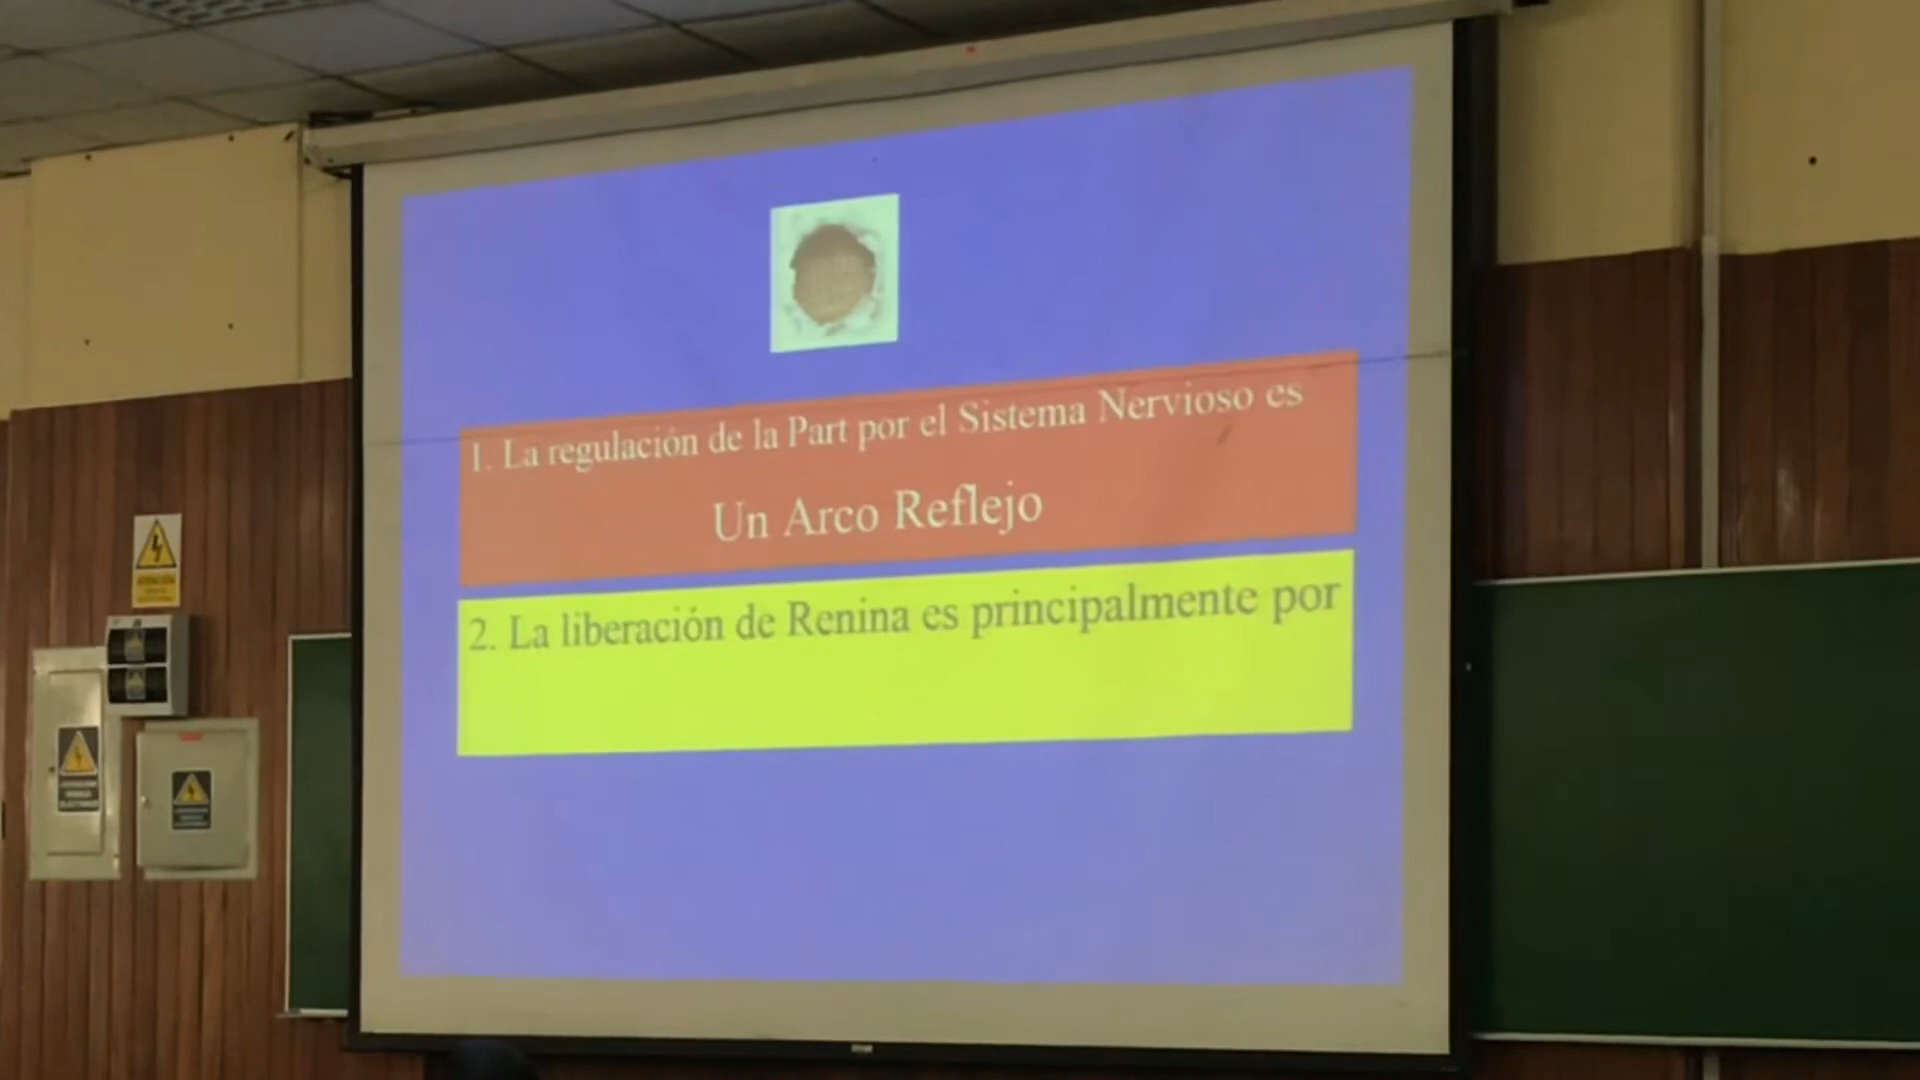 1. La regulación de la Part por el Sistema Nervioso es
Un Arco Reflejo
2. La liberación de Renina es principalmente por